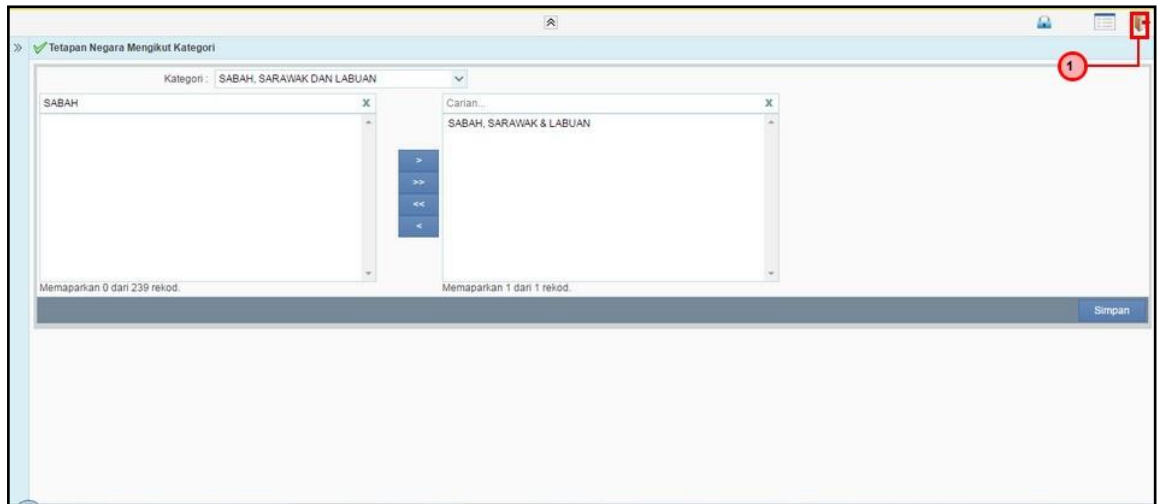 1
Tetapan Negara Mengikut Kategori
Kategori : SABAH, SARAWAK DAN LABUAN
SABAH X Carian... X
SABAH, SARAWAK & LABUAN
>
>>
<<
<
Memaparkan 0 dari 239 rekod. Memaparkan 1 dari 1 rekod.
Simpan